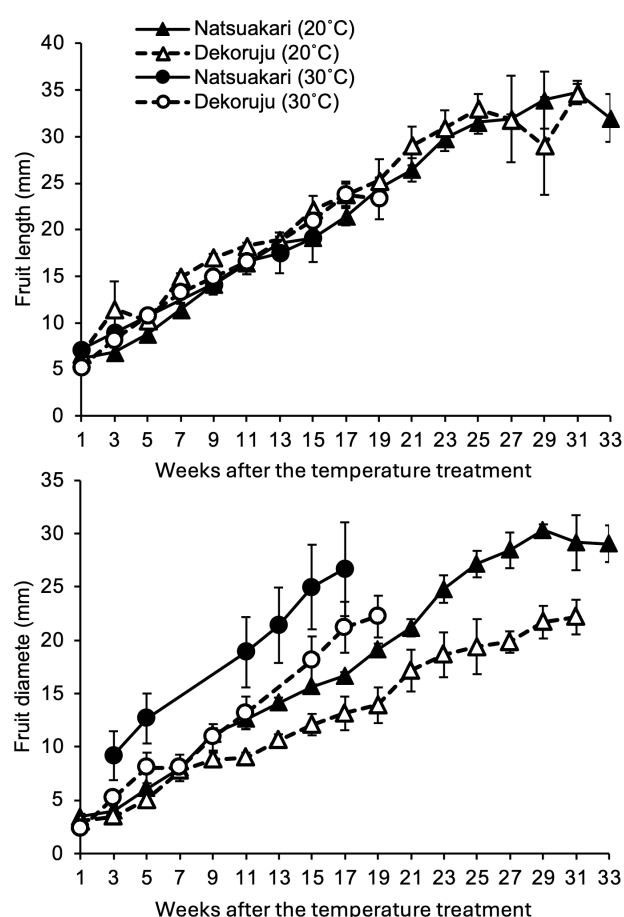 Natsuakari (20˚C)
Dekoruju (20˚C)
Natsuakari (30˚C)
Dekoruju (30˚C)
Fruit length (mm)
40
35
30
25
20
15
10
5
0
1 3 5 7 9 11 13 15 17 19 21 23 25 27 29 31 33
Weeks after the temperature treatment
Fruit diamete (mm)
35
30
25
20
15
10
5
0
1 3 5 7 9 11 13 15 17 19 21 23 25 27 29 31 33
Weeks after the temperature treatment